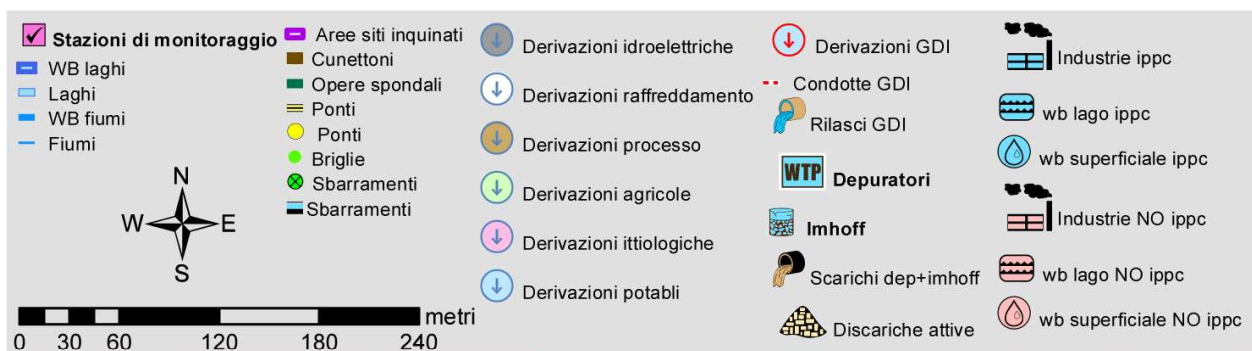 Stazioni di monitoraggio
WB laghi
Laghi
WB fiumi
Fiumi
N
W E
S
metri
0 30 60 120 180 240
Aree siti inquinati
Cunettoni
Opere spondali
Ponti
Ponti
Briglie
Sbarramenti
Sbarramenti
Derivazioni idroelettriche
Derivazioni raffreddamento
Derivazioni processo
Derivazioni agricole
Derivazioni ittiologiche
Derivazioni potabli
Derivazioni GDI
Condotte GDI
Rilasci GDI
WTP Depuratori
Imhoff
Scarichi dep+imhoff
Discariche attive
Industrie ippc
wb lago ippc
wb superficiale ippc
Industrie NO ippc
wb lago NO ippc
wb superficiale NO ippc